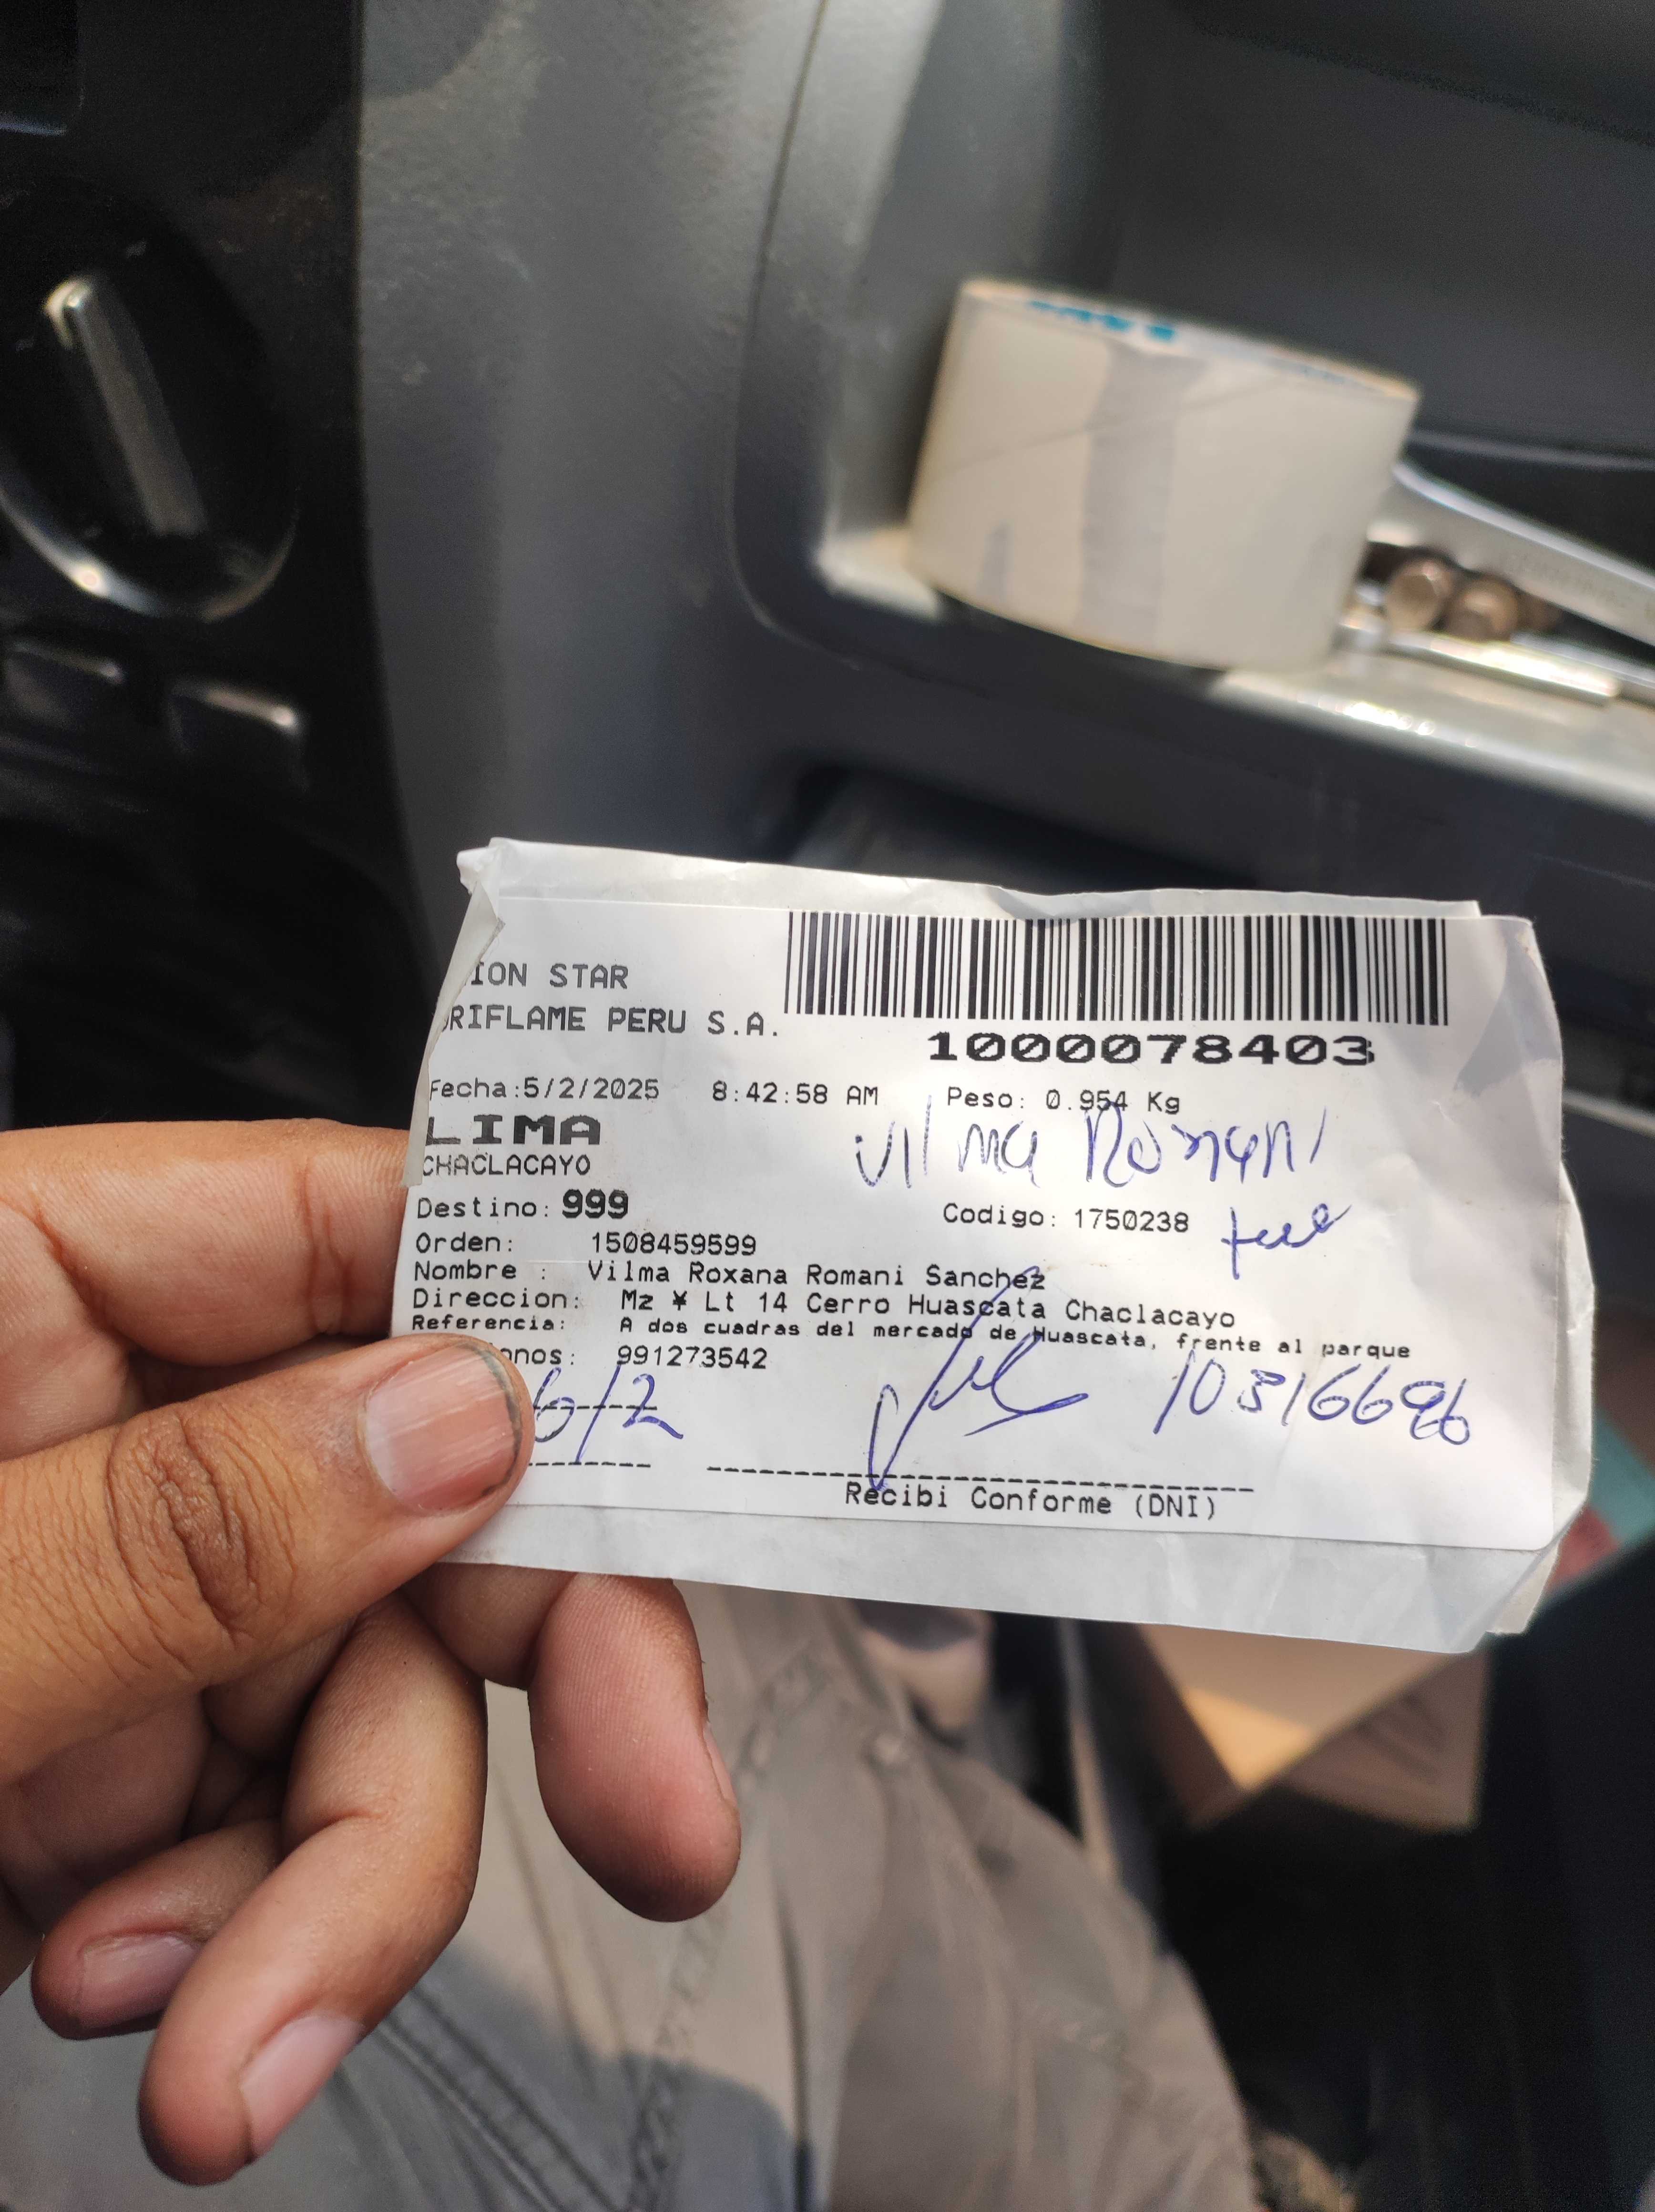 ION STAR
RIFLAME PERU S.A.
1000078403
Fecha:5/2/2025 8:42:58 AM Peso: 0.954 Kg
LIMA
Vilma Romani
CHACLACAYO
Destino: 999 Codigo: 1750238
Orden: 1508459599
Nombre : Vilma Roxana Romani Sanchez
Direccion: Mz ¥ Lt 14 Cerro Huascata Chaclacayo
Referencia: A dos cuadras del mercado de Huascata, frente al parque
onos: 991273542
6/2 10316696
Recibi Conforme (DNI)